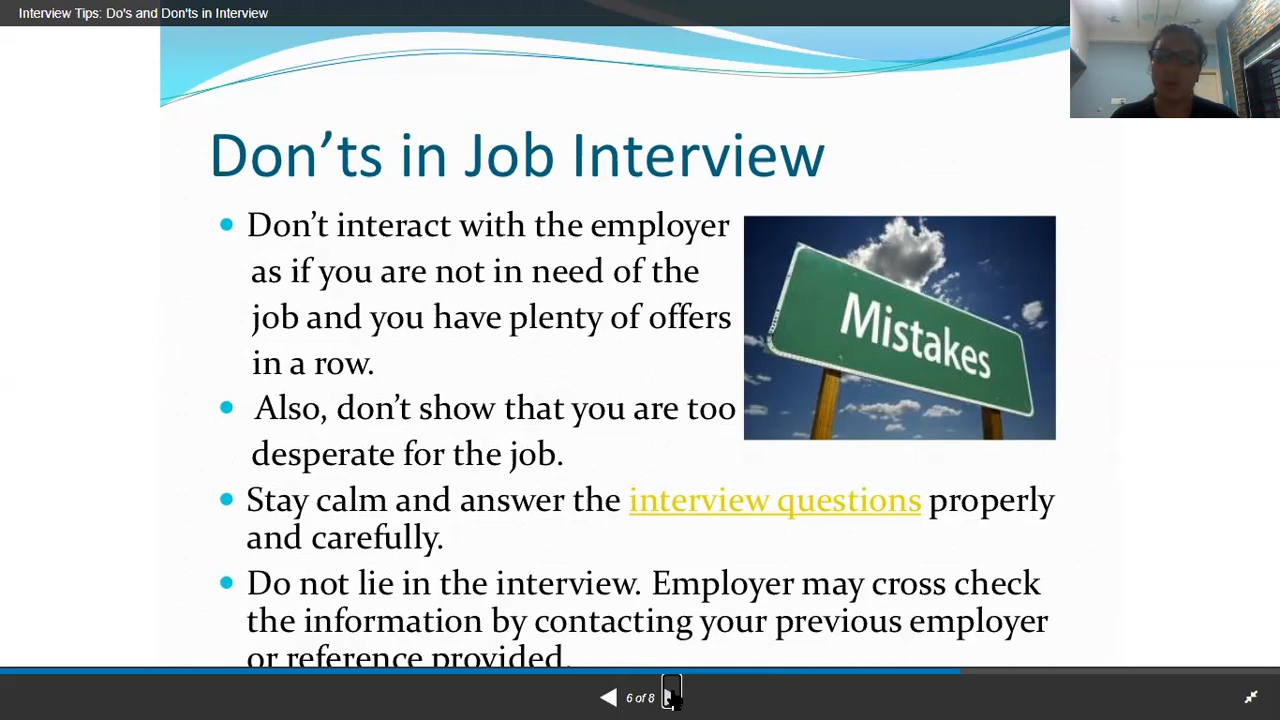 Interview Tips: Do's and Don'ts in Interview
Don’ts in Job Interview
• Don’t interact with the employer
as if you are not in need of the
job and you have plenty of offers
in a row.
• Also, don’t show that you are too
desperate for the job.
• Stay calm and answer the interview questions properly
and carefully.
• Do not lie in the interview. Employer may cross check
the information by contacting your previous employer
or reference provided.
Mistakes
6 of 8